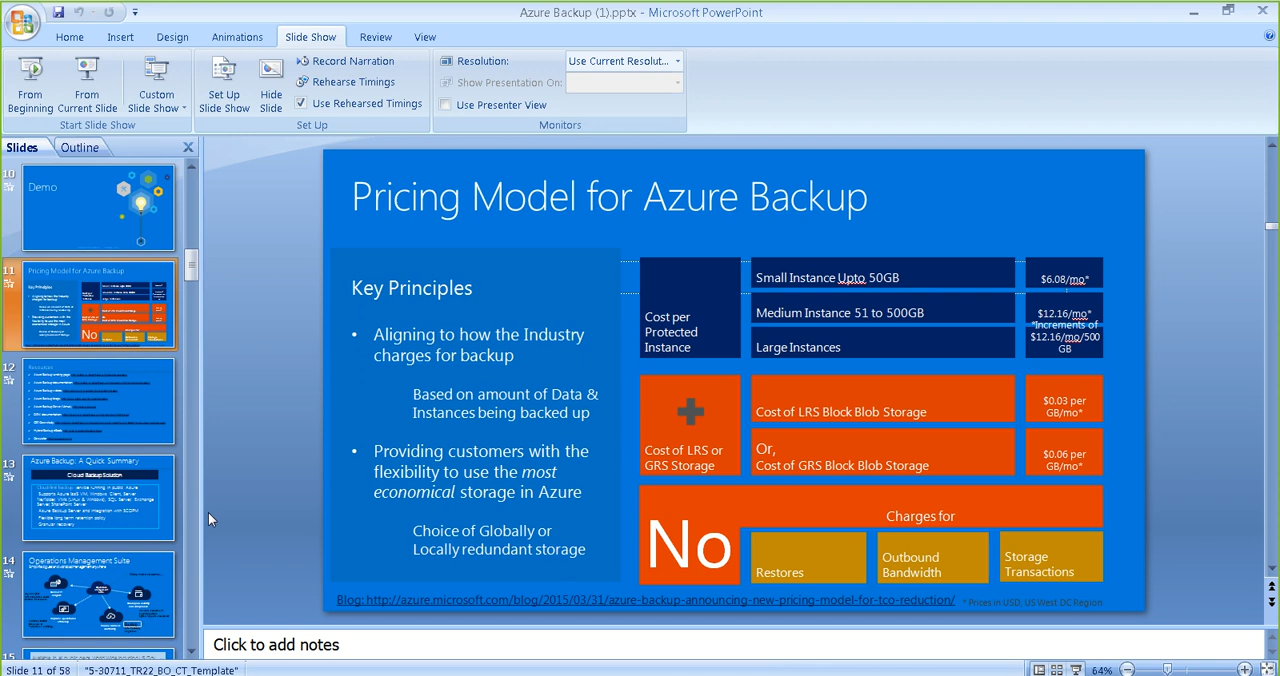 Azure Backup (1).pptx - Microsoft PowerPoint
Home Insert Design Animations Slide Show Review View
Record Narration
Rehearse Timings
Use Rehearsed Timings
From Beginning
From Current Slide
Custom Slide Show
Set Up Slide Show
Hide Slide
Start Slide Show
Set Up
Resolution: Use Current Resolut...
Show Presentation On:
Use Presenter View
Monitors
Slides Outline
10
Demo
11
Pricing Model for Azure Backup
12
Resources
13
Azure Backup: A Quick Summary
Cloud Backup Solution
14
Operations Management Suite
15
Pricing Model for Azure Backup
Key Principles
• Aligning to how the Industry
charges for backup
Based on amount of Data &
Instances being backed up
• Providing customers with the
flexibility to use the most
economical storage in Azure
Choice of Globally or
Locally redundant storage
Cost per
Protected
Instance
Small Instance Upto 50GB
$6.08/mo*
Medium Instance 51 to 500GB
$12.16/mo*
Large Instances
*Increments of
$12.16/mo/500
GB
Cost of LRS or
GRS Storage
Cost of LRS Block Blob Storage
$0.03 per
GB/mo*
Or,
Cost of GRS Block Blob Storage
$0.06 per
GB/mo*
No
Charges for
Restores
Outbound
Bandwidth
Storage
Transactions
Blog: http://azure.microsoft.com/blog/2015/03/31/azure-backup-announcing-new-pricing-model-for-tco-reduction/
* Prices in USD, US West DC Region
Click to add notes
Slide 11 of 58 "5-30711_TR22_BO_CT_Template" 64%